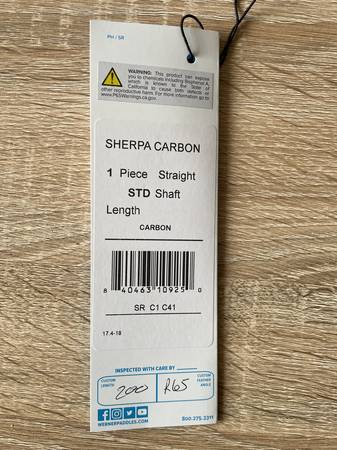 PH / SR
WARNING: This product can expose
you to chemicals including Bisphenol A,
which is known to the State of
California to cause birth defects or
other reproductive harm. For more information go to
www.P65Warnings.ca.gov.
SHERPA CARBON
1 Piece Straight
STD Shaft
Length
CARBON
8 40463 10925 0
SR C1 C41
17.4-18
INSPECTED WITH CARE BY
CUSTOM LENGTH 200
CUSTOM FEATHER ANGLE R65
WERNERPADDLES.COM
800.275.3311